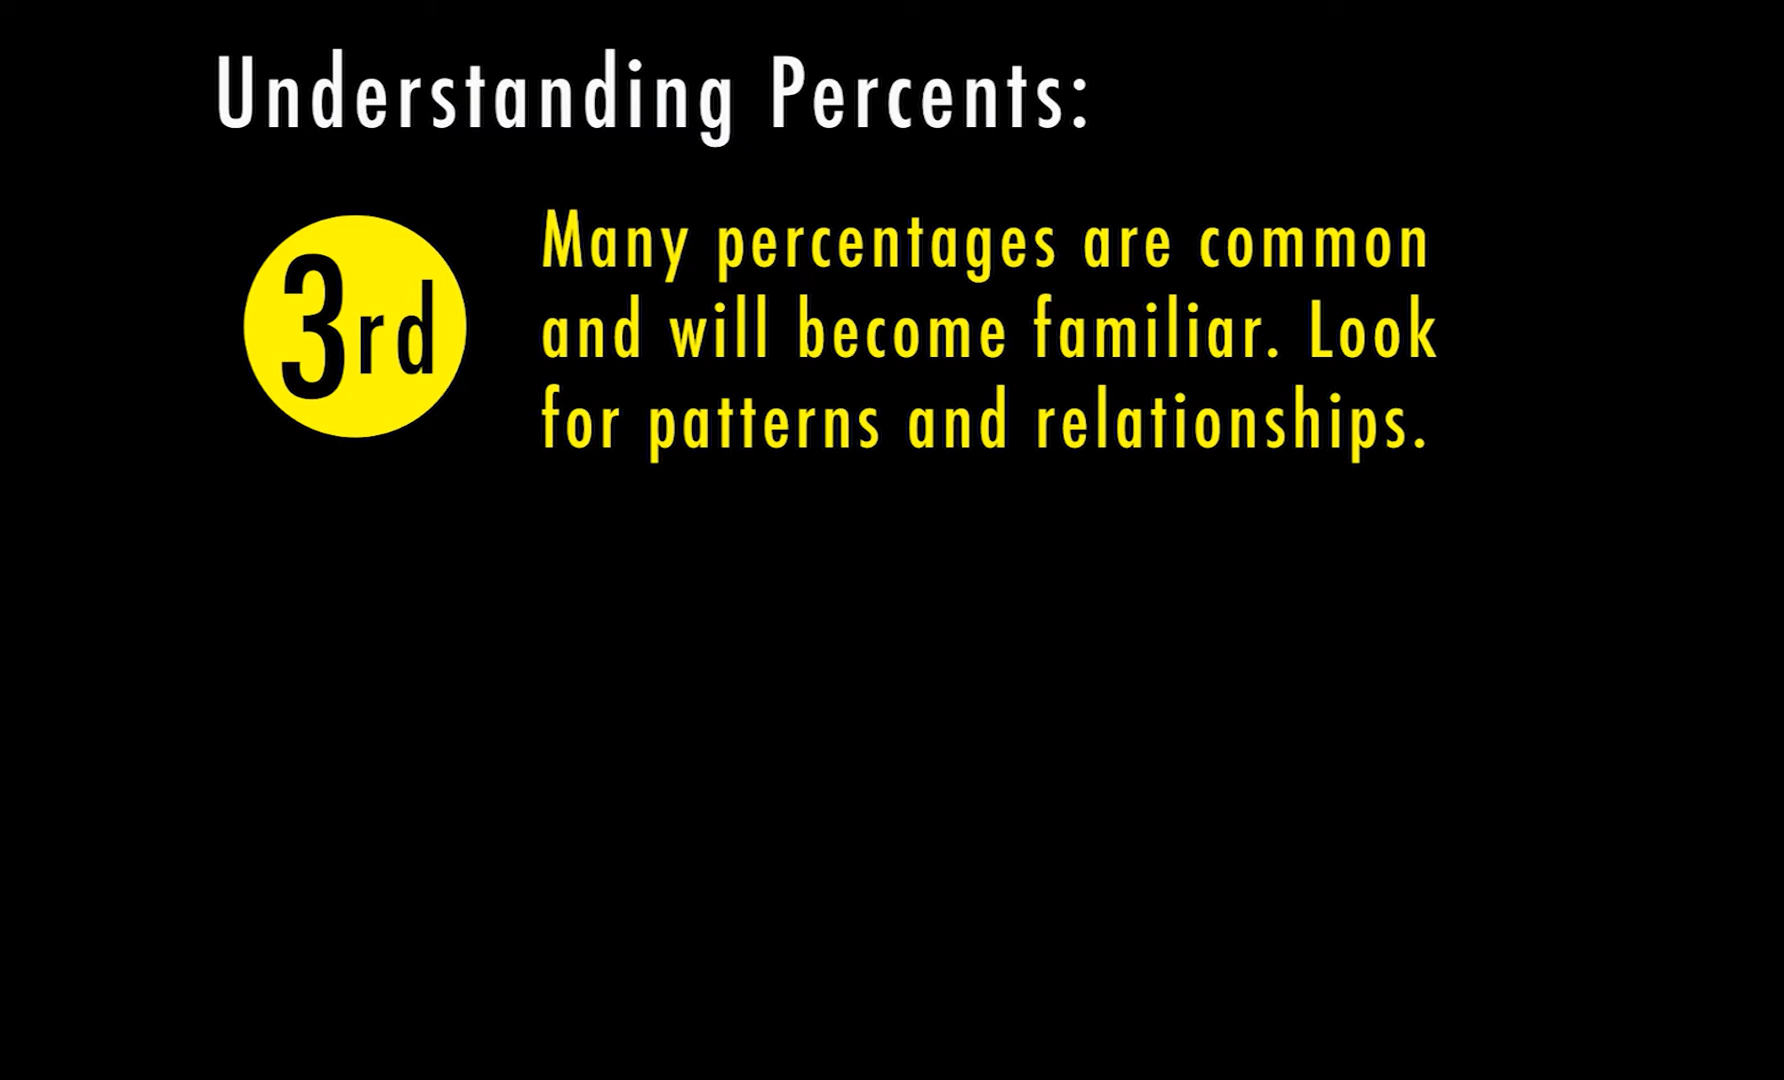 Understanding Percents:
3rd
Many percentages are common
and will become familiar. Look
for patterns and relationships.